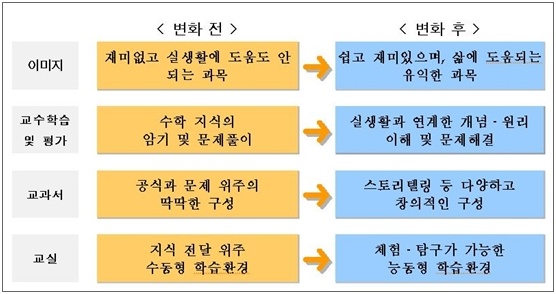 < 변화 전 >
< 변화 후 >
이미지
재미없고 실생활에 도움도 안
되는 과목
쉽고 재미있으며, 삶에 도움되는
유익한 과목
교수학습
및 평가
수학 지식의
암기 및 문제풀이
실생활과 연계한 개념·원리
이해 및 문제해결
교과서
공식과 문제 위주의
딱딱한 구성
스토리텔링 등 다양하고
창의적인 구성
교실
지식 전달 위주
수동형 학습환경
체험·탐구가 가능한
능동형 학습환경